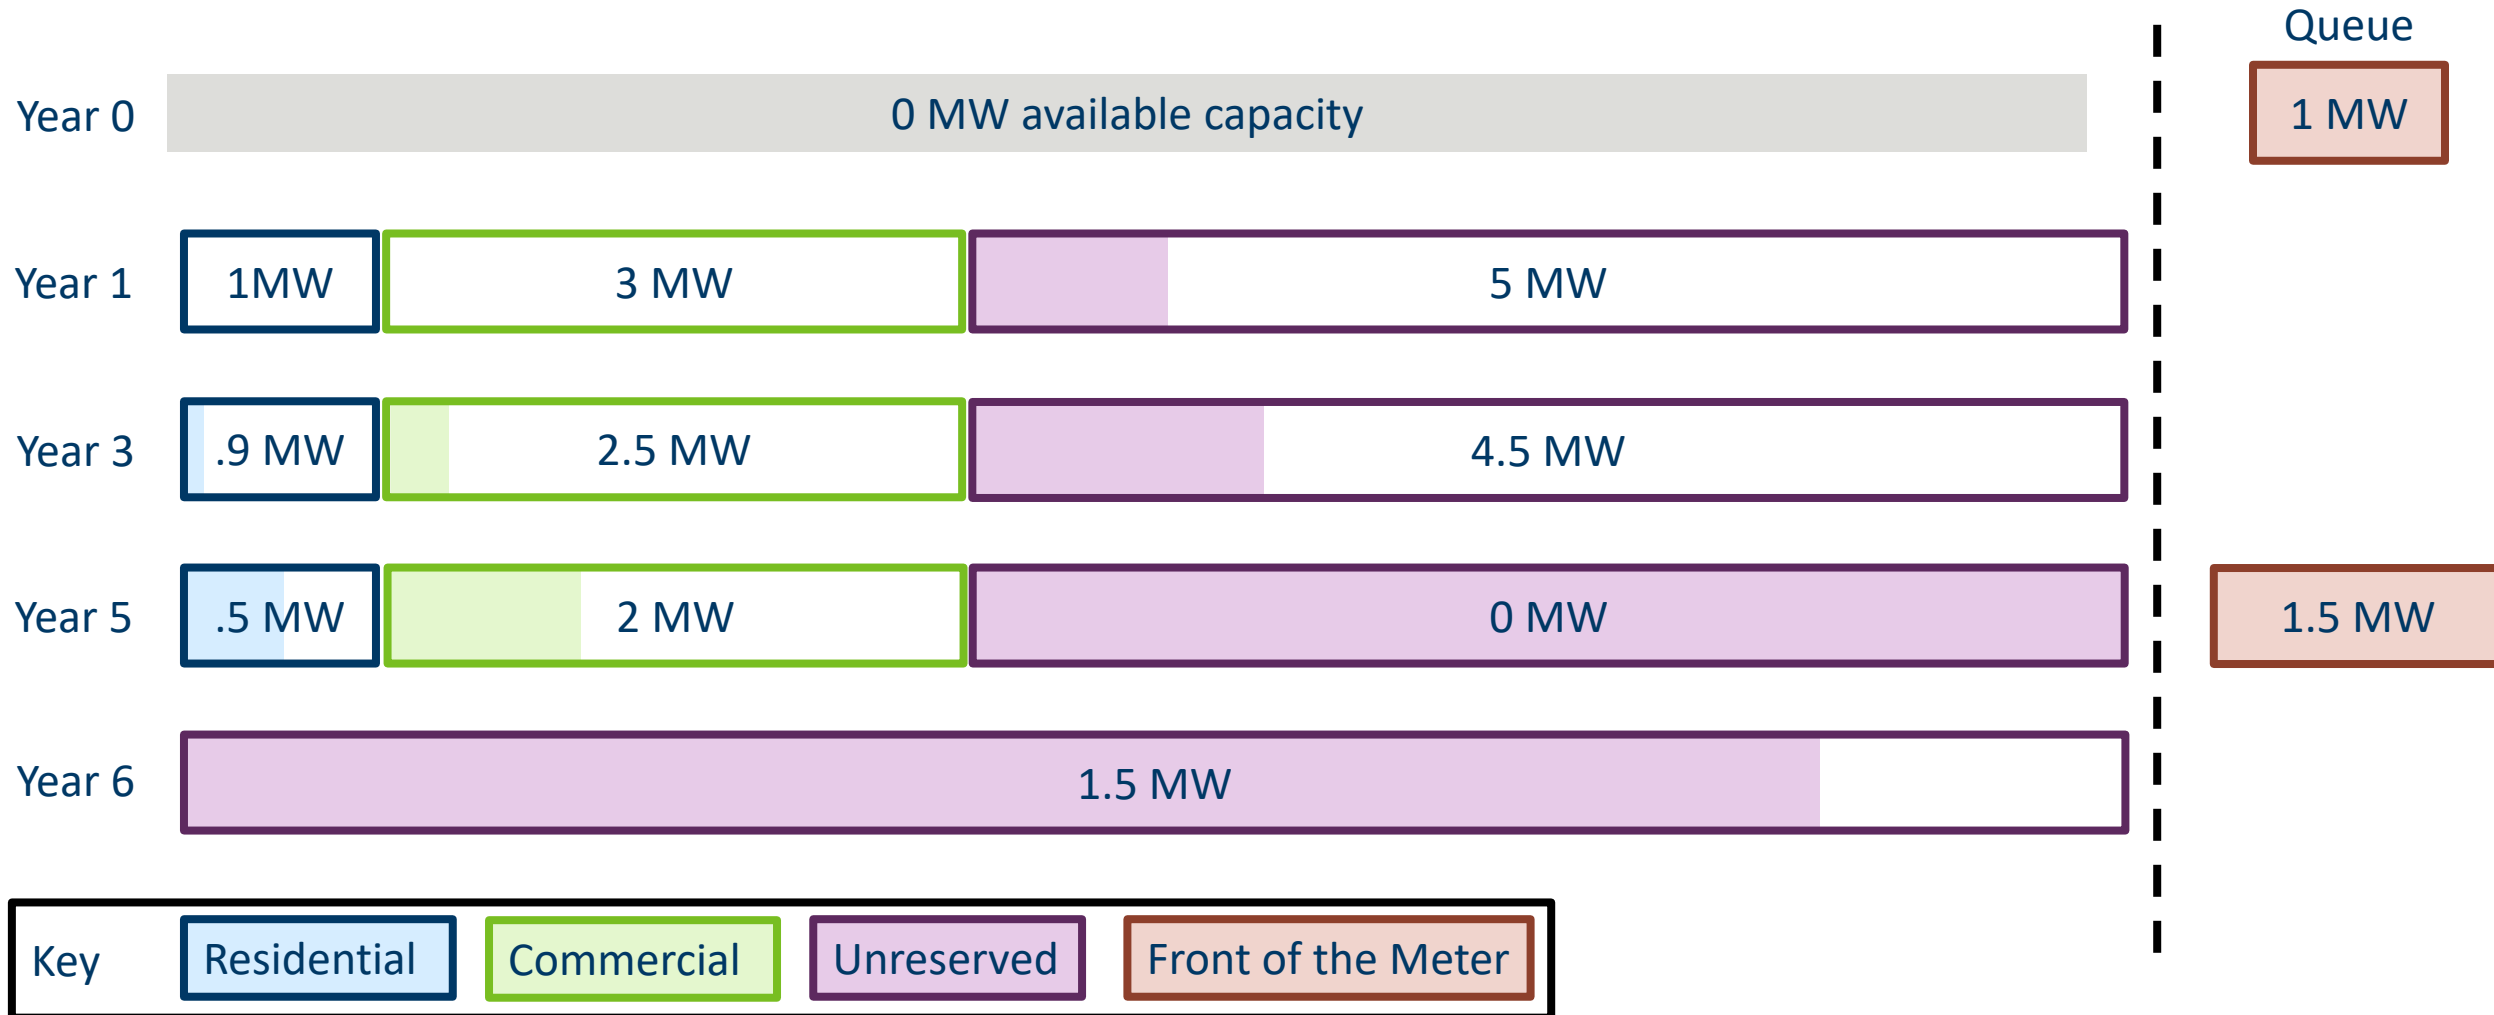 Queue
Year 0
0 MW available capacity
1 MW
Year 1
1MW
3 MW
5 MW
Year 3
.9 MW
2.5 MW
4.5 MW
Year 5
.5 MW
2 MW
0 MW
1.5 MW
Year 6
1.5 MW
Key
Residential
Commercial
Unreserved
Front of the Meter